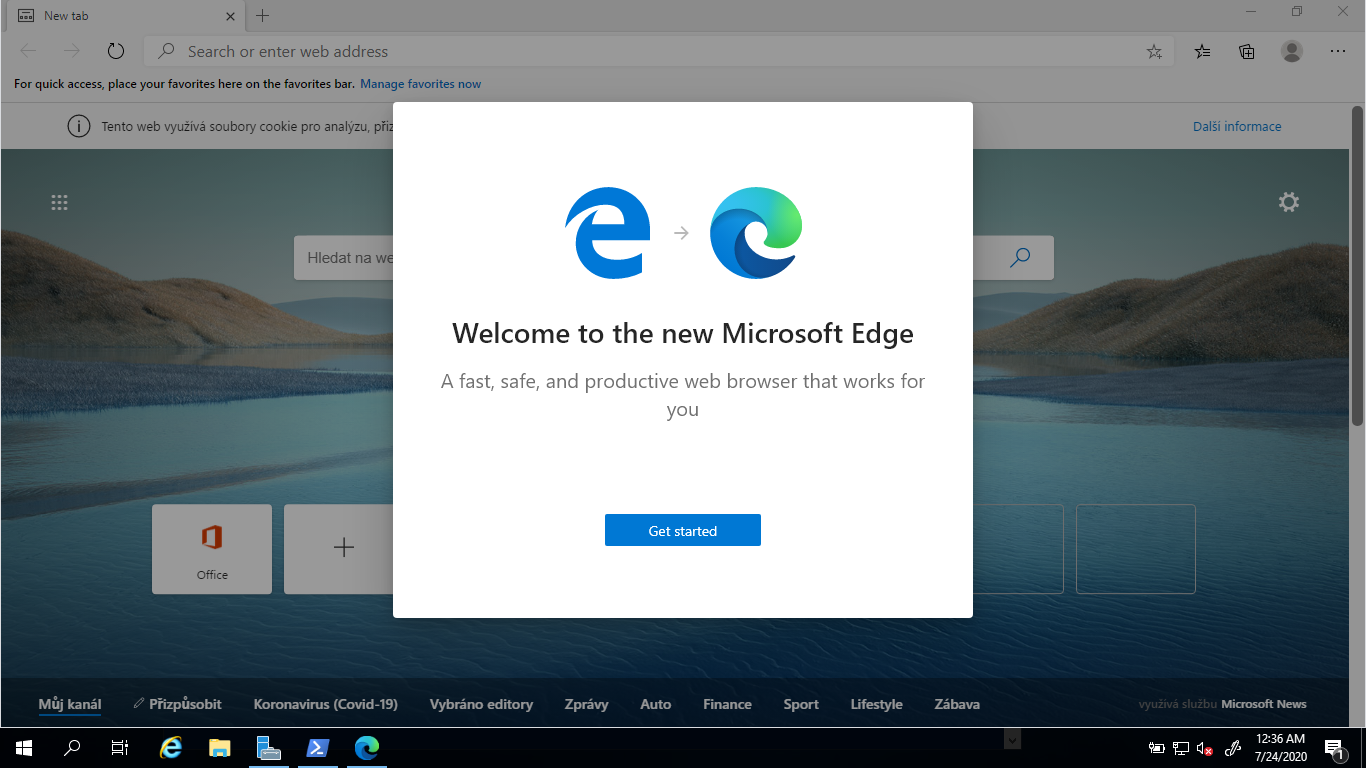 New tab
Search or enter web address
For quick access, place your favorites here on the favorites bar. Manage favorites now
Tento web využívá soubory cookie pro analýzu, Další informace
Hledat na
Welcome to the new Microsoft Edge
A fast, safe, and productive web browser that works for
you
Get started
Office
Můj kanál Přizpůsobit Koronavirus (Covid-19) Vybráno editory Zprávy Auto Finance Sport Lifestyle Zábava využívá službu Microsoft News
12:36 AM
7/24/2020
1